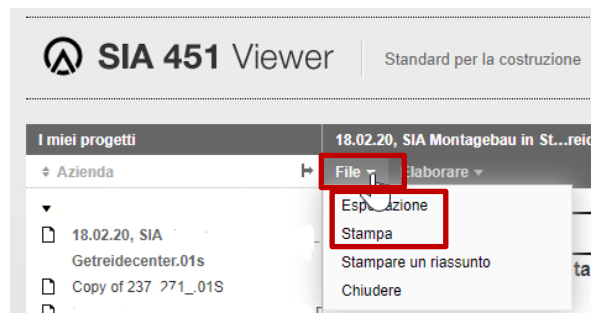 SIA 451 Viewer
Standard per la costruzione
I miei progetti
18.02.20, SIA Montagebau in St...reic
Azienda
File
Elaborare
Stampa
18.02.20, SIA
Getreidecenter.01s
Stampare un riassunto
Copy of 237_271_.01S
Chiudere